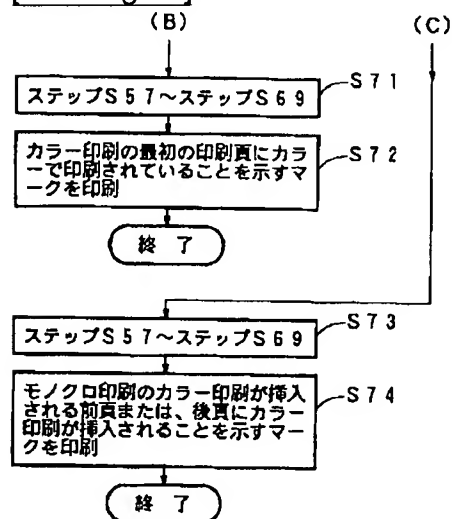 (B)
(C)
ステップS57～ステップS69
S71
カラー印刷の最初の印刷頁にカラ
ーで印刷されていることを示すマ
ークを印刷
S72
終 了
ステップS57～ステップS69
S73
モノクロ印刷のカラー印刷が挿入
される前頁または、後頁にカラー
印刷が挿入されることを示すマー
クを印刷
S74
終 了